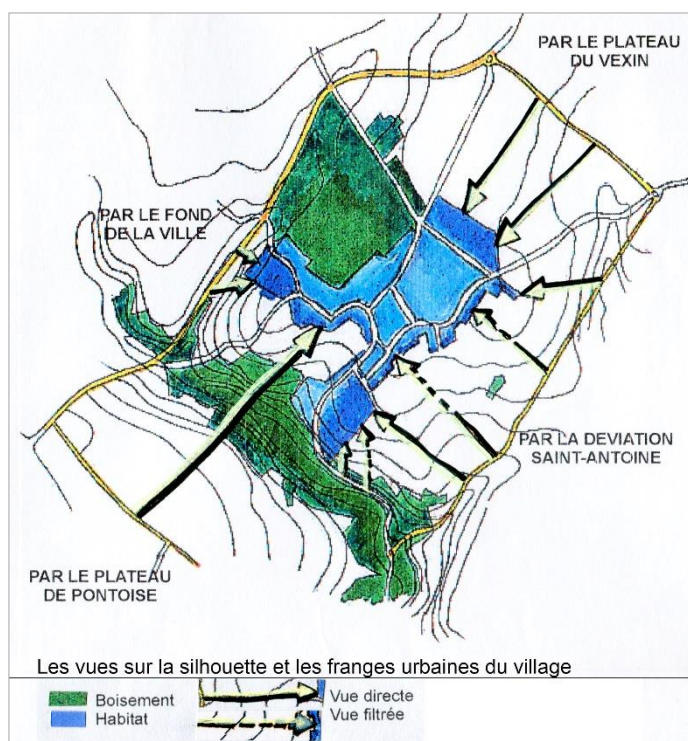 PAR LE PLATEAU
DU VEXIN
PAR LE FOND
DE LA VILLE
PAR LA DEVIATION
SAINT-ANTOINE
PAR LE PLATEAU
DE PONTOISE
Les vues sur la silhouette et les franges urbaines du village
Boisement
Habitat
Vue directe
Vue filtrée